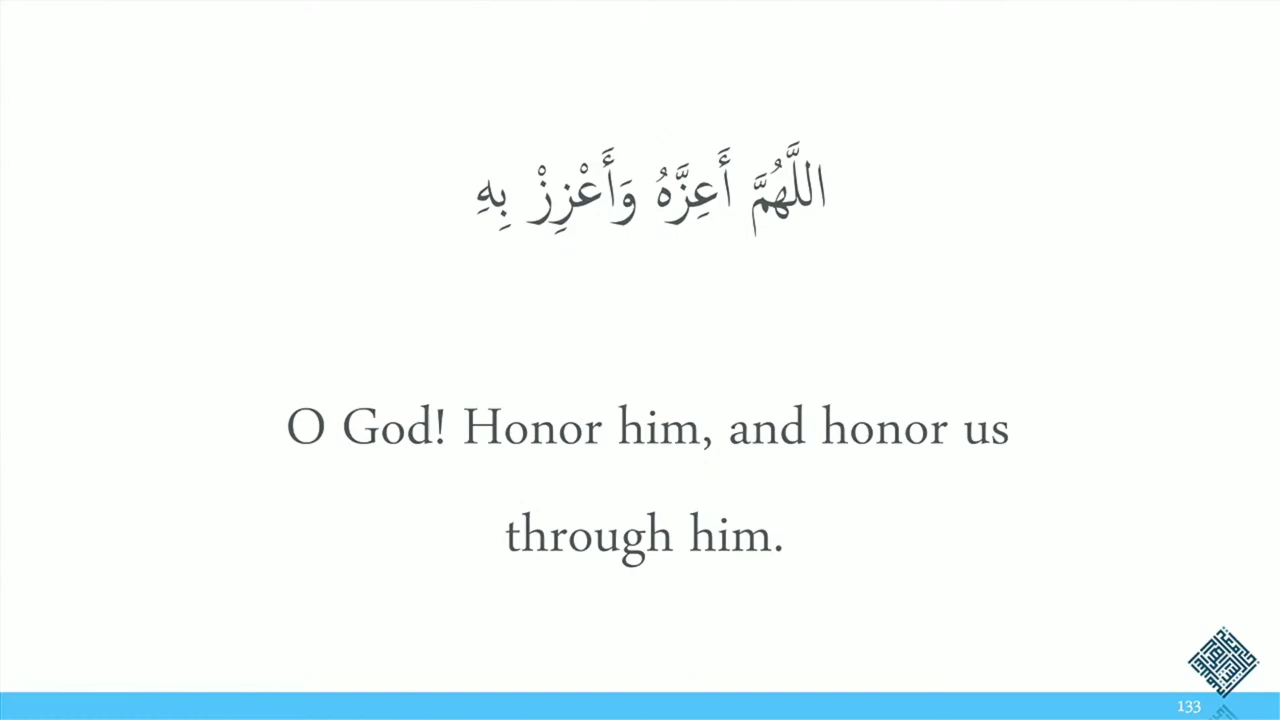 اللَّهُمَّ أَعِزَّهُ وَأَعْزِزْ بِهِ
O God! Honor him, and honor us
through him.
133